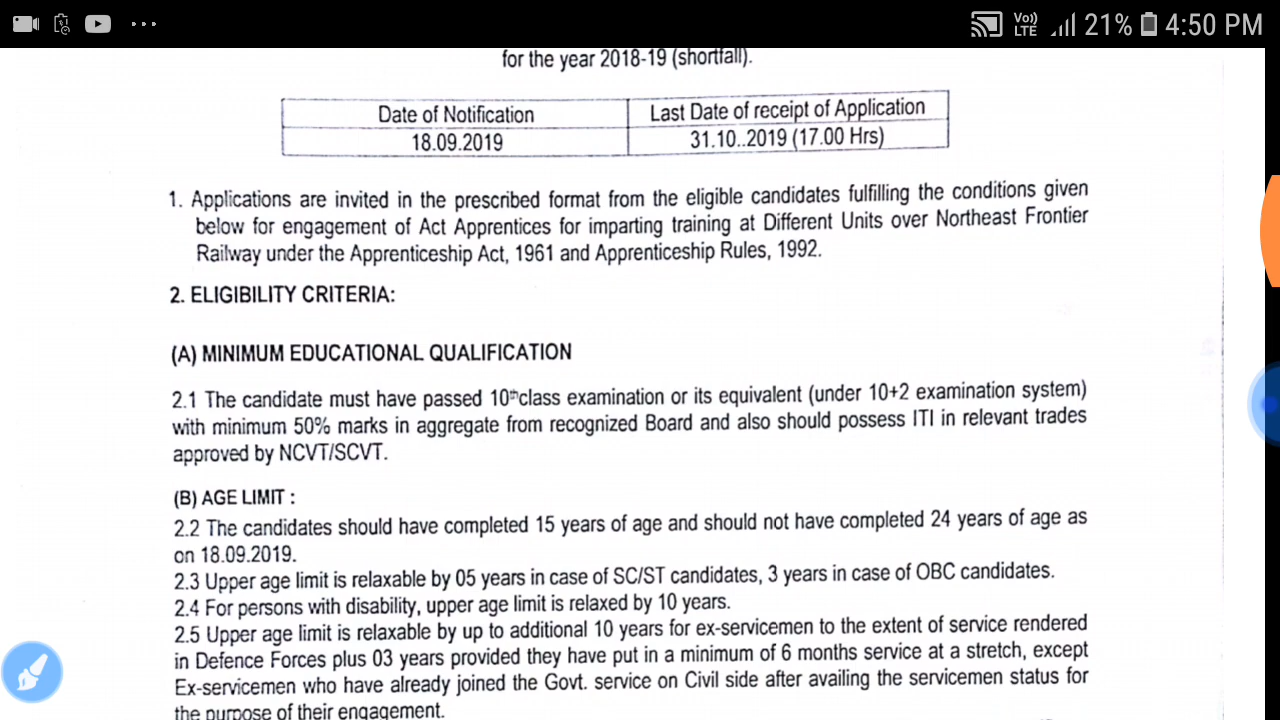 Vo)) LTE 21% 4:50 PM
for the year 2018-19 (shortfall).
Date of Notification Last Date of receipt of Application
18.09.2019 31.10..2019 (17.00 Hrs)
1. Applications are invited in the prescribed format from the eligible candidates fulfilling the conditions given
below for engagement of Act Apprentices for imparting training at Different Units over Northeast Frontier
Railway under the Apprenticeship Act, 1961 and Apprenticeship Rules, 1992.
2. ELIGIBILITY CRITERIA:
(A) MINIMUM EDUCATIONAL QUALIFICATION
2.1 The candidate must have passed 10th class examination or its equivalent (under 10+2 examination system)
with minimum 50% marks in aggregate from recognized Board and also should possess ITI in relevant trades
approved by NCVT/SCVT.
(B) AGE LIMIT :
2.2 The candidates should have completed 15 years of age and should not have completed 24 years of age as
on 18.09.2019.
2.3 Upper age limit is relaxable by 05 years in case of SC/ST candidates, 3 years in case of OBC candidates.
2.4 For persons with disability, upper age limit is relaxed by 10 years.
2.5 Upper age limit is relaxable by up to additional 10 years for ex-servicemen to the extent of service rendered
in Defence Forces plus 03 years provided they have put in a minimum of 6 months service at a stretch, except
Ex-servicemen who have already joined the Govt. service on Civil side after availing the servicemen status for
the purpose of their engagement.